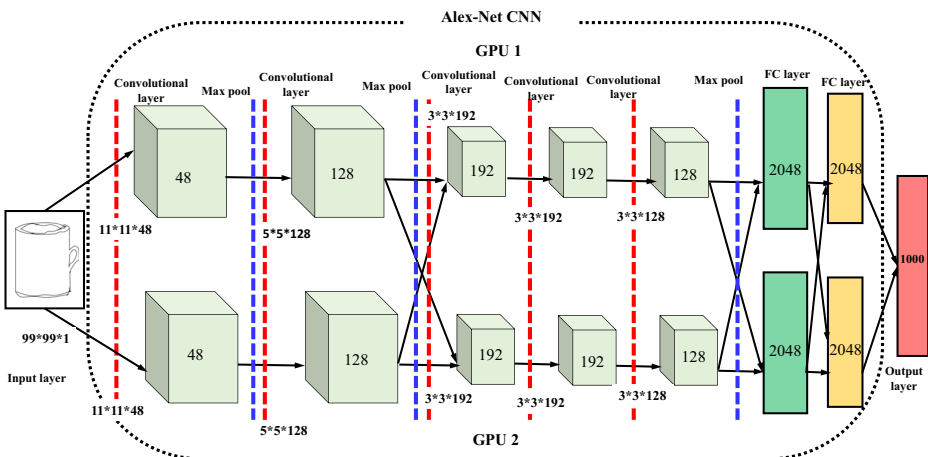 Alex-Net CNN
GPU 1
Convolutional
layer
Max pool
Convolutional
layer
Max pool
Convolutional
layer
Convolutional
layer
Convolutional
layer
Max pool
FC layer
FC layer
3*3*192
48
128
192
192
128
2048
2048
11*11*48
5*5*128
3*3*192
3*3*128
1000
99*99*1
48
128
192
192
128
2048
2048
Input layer
Output
layer
11*11*48
5*5*128
3*3*192
3*3*192
3*3*128
GPU 2